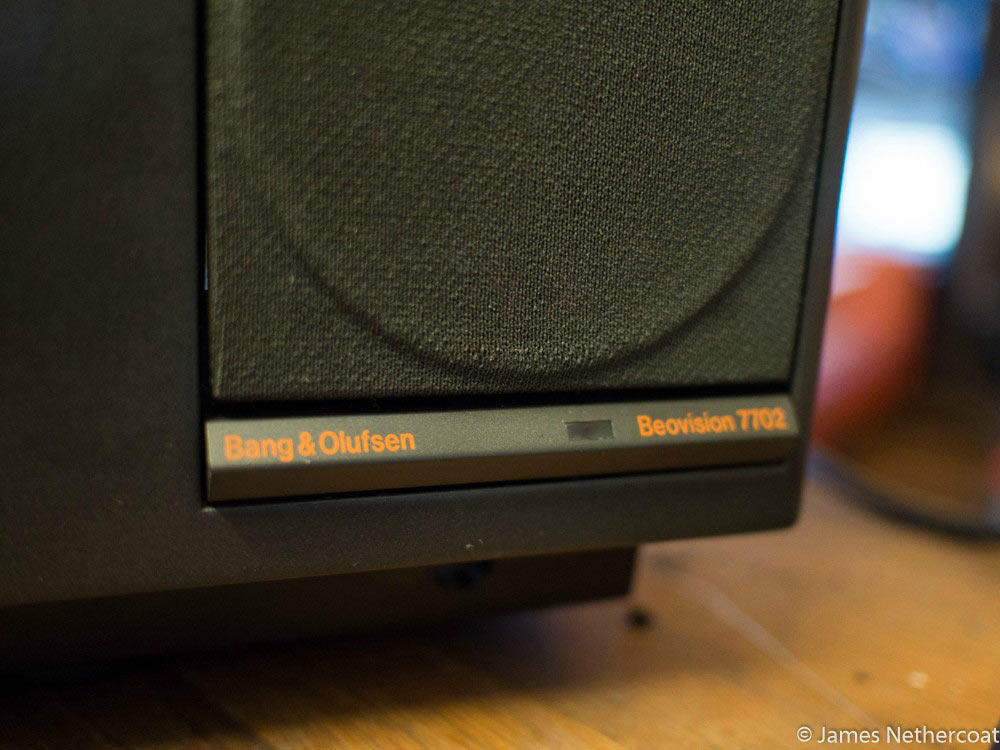 Bang & Olufsen
Beovision 7702
© James Nethercoat